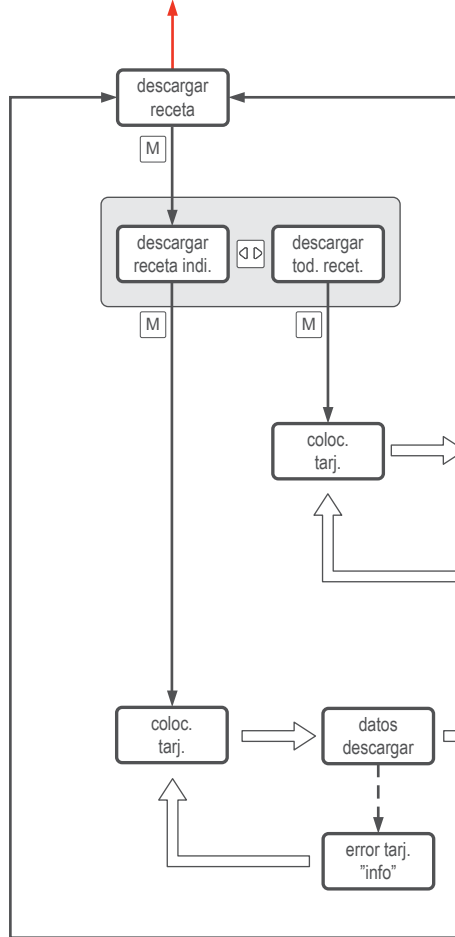 descargar
receta
M
descargar
receta indi.
descargar
tod. recet.
M
M
coloc.
tarj.
coloc.
tarj.
datos
descargar
error tarj.
”info”